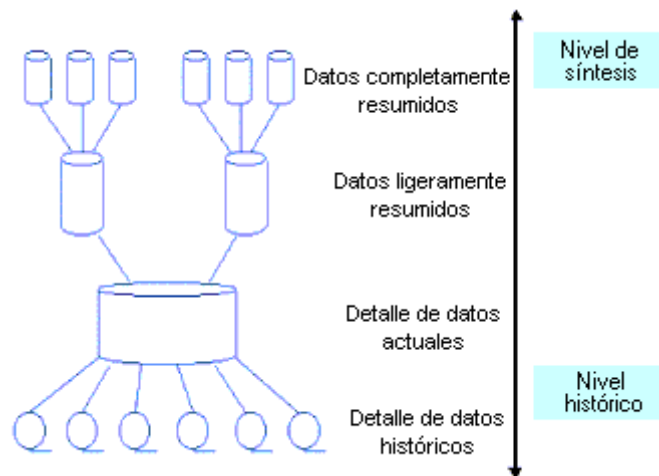 Datos completamente
resumidos
Nivel de
síntesis
Datos ligeramente
resumidos
Detalle de datos
actuales
Nivel
histórico
Detalle de datos
históricos